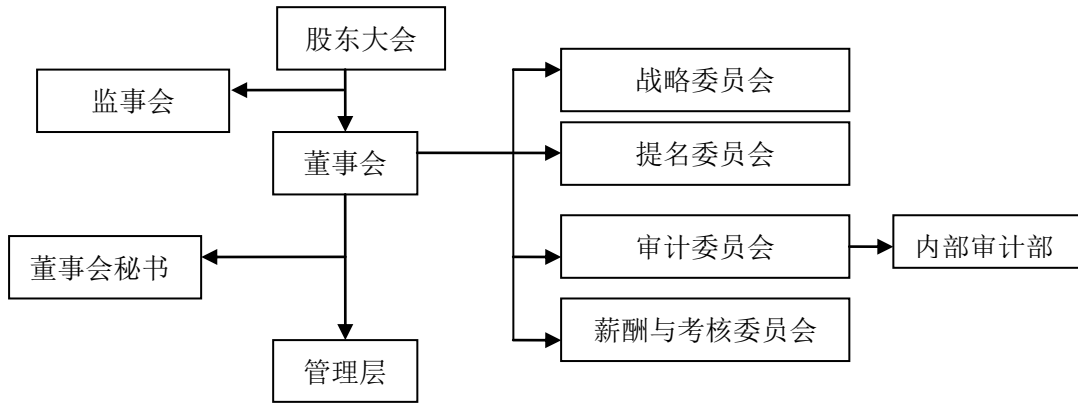 股东大会
监事会
战略委员会
提名委员会
董事会
审计委员会
内部审计部
董事会秘书
薪酬与考核委员会
管理层